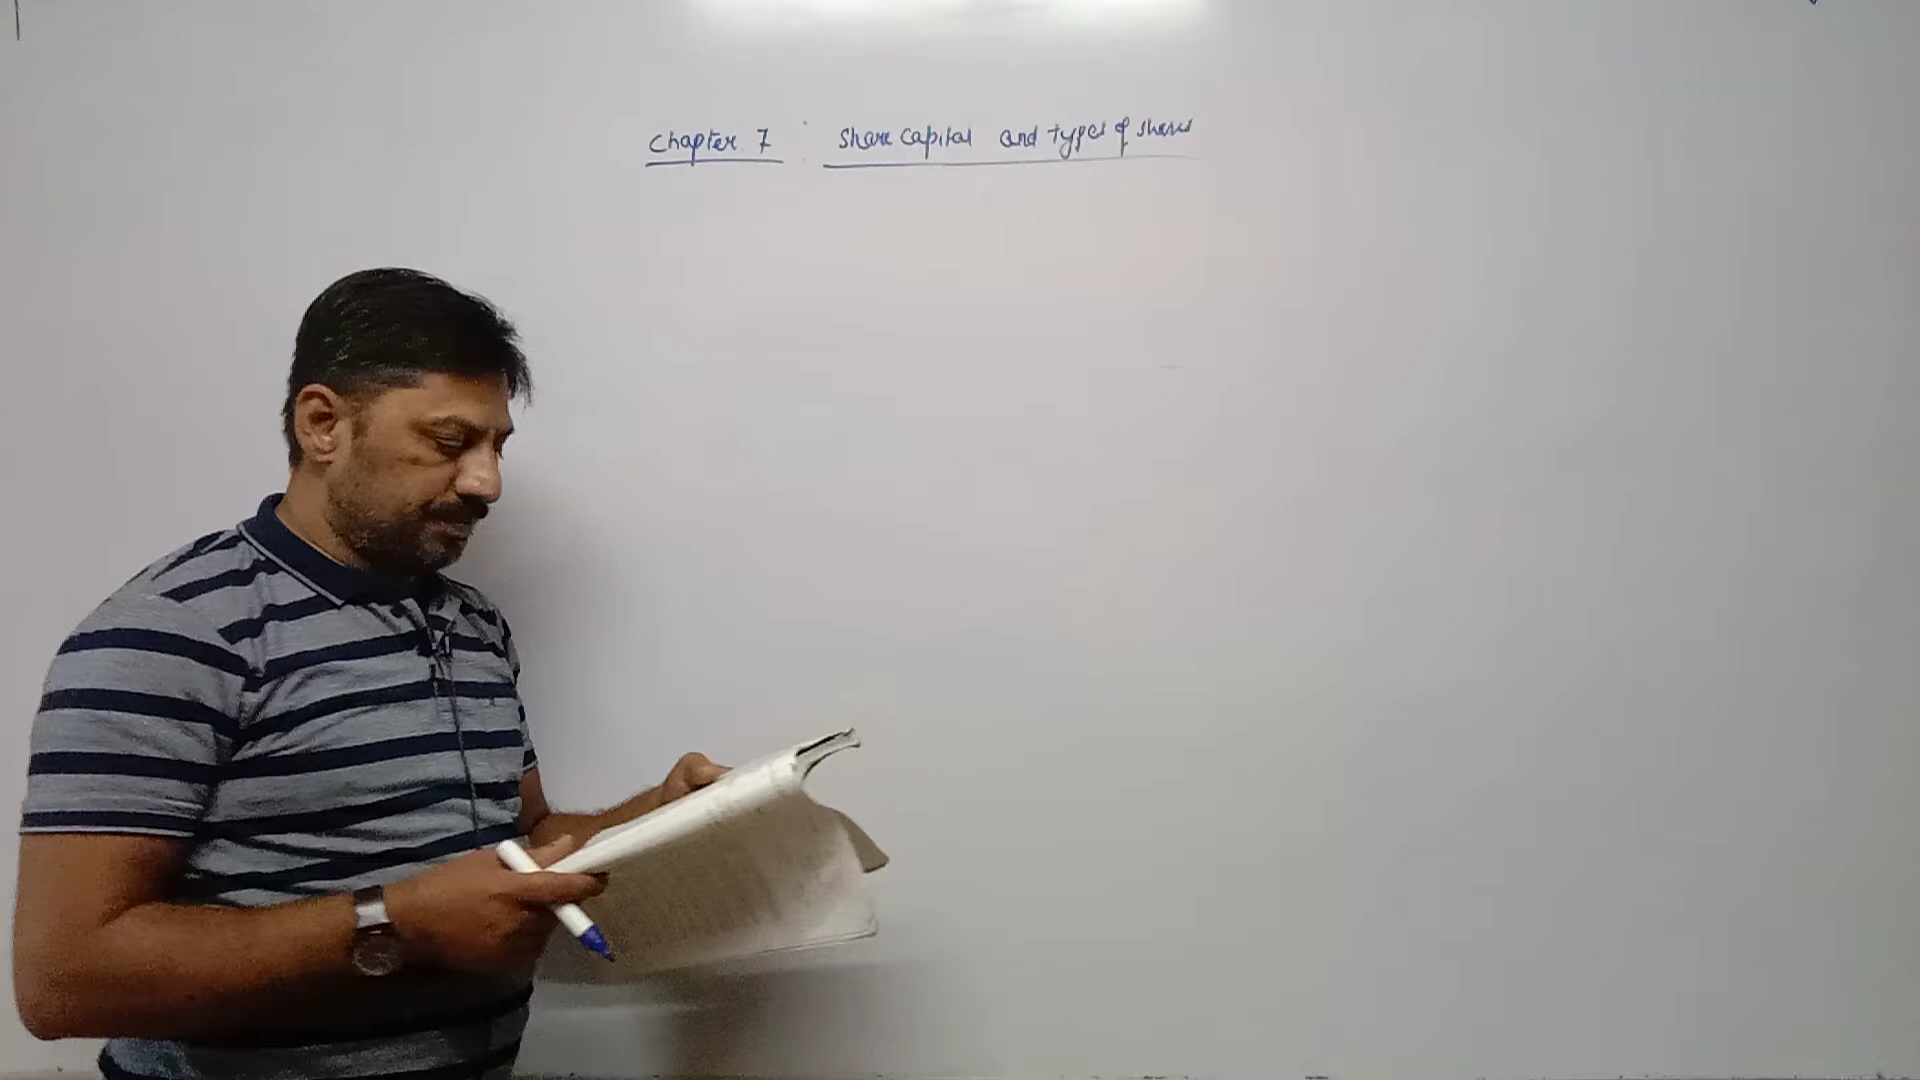 Chapter 7 : Share Capital and types of shares